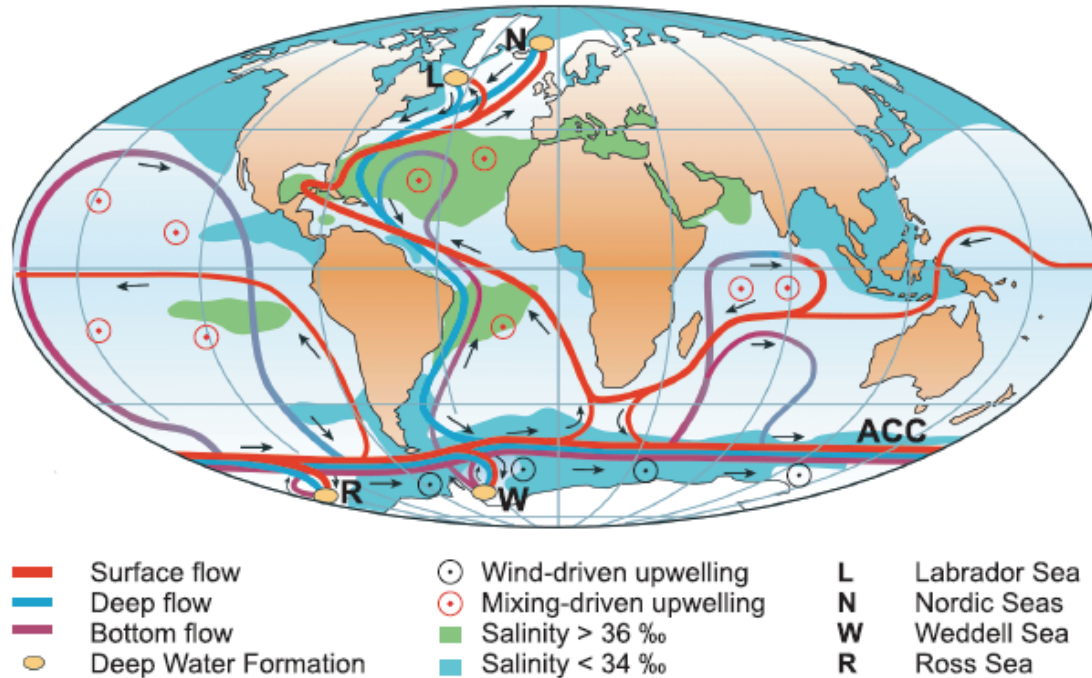 N
L
ACC
R
W
Surface flow
Deep flow
Bottom flow
Deep Water Formation
Wind-driven upwelling
Mixing-driven upwelling
Salinity > 36 ‰
Salinity < 34 ‰
L Labrador Sea
N Nordic Seas
W Weddell Sea
R Ross Sea